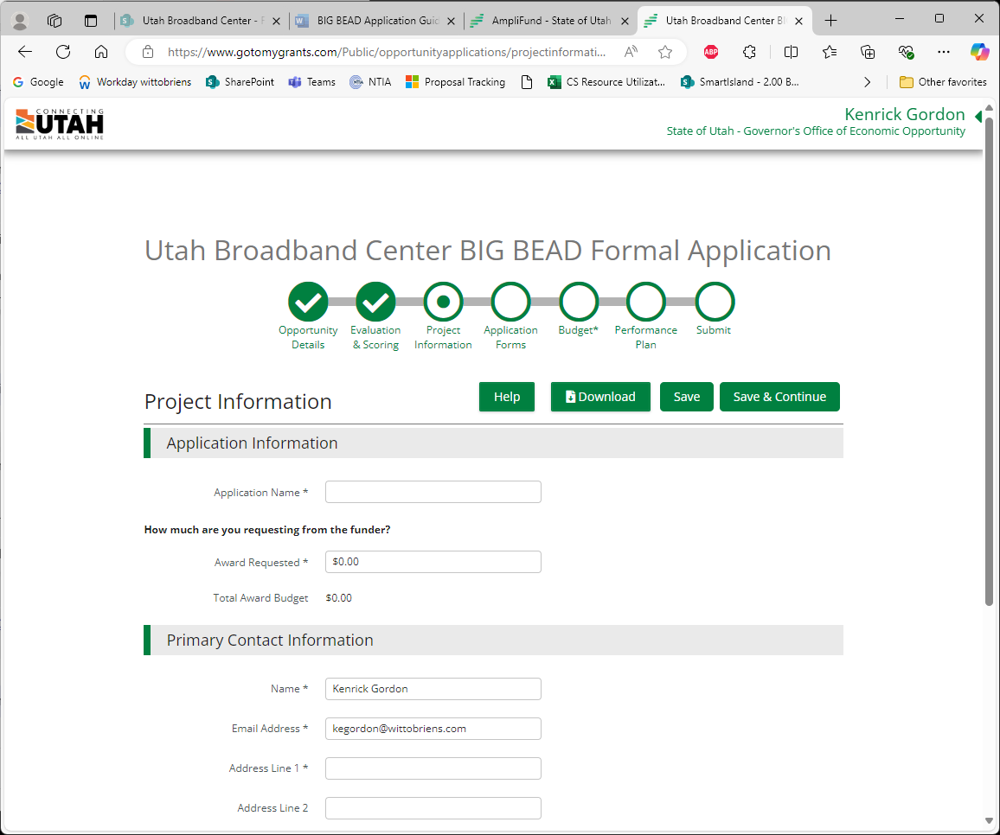 Utah Broadband Center - F
BIG BEAD Application Guid
AmpliFund - State of Utah
Utah Broadband Center BI
https://www.gotomygrants.com/Public/opportunityapplications/projectinformati...
ABP
Google
Workday wittobriens
SharePoint
Teams
NTIA
Proposal Tracking
CS Resource Utilizat...
SmartIsland - 2.00 B...
Other favorites
CONNECTING
UTAH
ALL UTAH ALL ONLINE
Kenrick Gordon
State of Utah - Governor's Office of Economic Opportunity
Utah Broadband Center BIG BEAD Formal Application
Opportunity Details
Evaluation & Scoring
Project Information
Application Forms
Budget*
Performance Plan
Submit
Project Information
Help
Download
Save
Save & Continue
Application Information
Application Name *
How much are you requesting from the funder?
Award Requested *
$0.00
Total Award Budget
$0.00
Primary Contact Information
Name *
Kenrick Gordon
Email Address *
kegordon@wittobriens.com
Address Line 1 *
Address Line 2